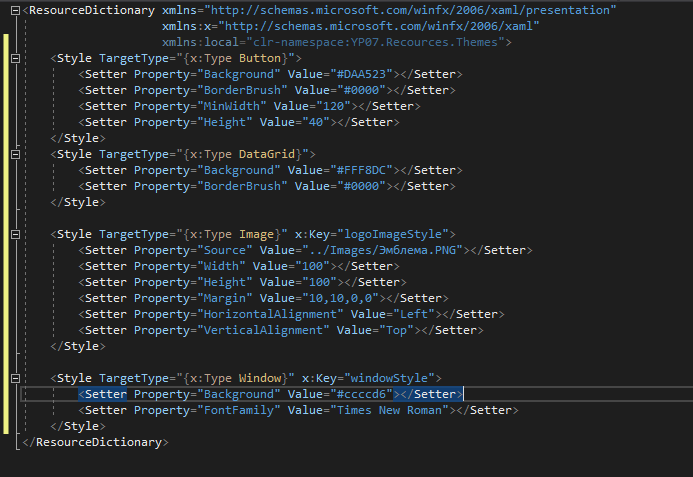 <ResourceDictionary xmlns="http://schemas.microsoft.com/winfx/2006/xaml/presentation"
xmlns:x="http://schemas.microsoft.com/winfx/2006/xaml"
xmlns:local="clr-namespace:YP07.Recources.Themes">
<Style TargetType="{x:Type Button}">
<Setter Property="Background" Value="#DAA523"></Setter>
<Setter Property="BorderBrush" Value="#0000"></Setter>
<Setter Property="MinWidth" Value="120"></Setter>
<Setter Property="Height" Value="40"></Setter>
</Style>
<Style TargetType="{x:Type DataGrid}">
<Setter Property="Background" Value="#FFF8DC"></Setter>
<Setter Property="BorderBrush" Value="#0000"></Setter>
</Style>
<Style TargetType="{x:Type Image}" x:Key="logoImageStyle">
<Setter Property="Source" Value="../Images/Эмблема.PNG"></Setter>
<Setter Property="Width" Value="100"></Setter>
<Setter Property="Height" Value="100"></Setter>
<Setter Property="Margin" Value="10,10,0,0"></Setter>
<Setter Property="HorizontalAlignment" Value="Left"></Setter>
<Setter Property="VerticalAlignment" Value="Top"></Setter>
</Style>
<Style TargetType="{x:Type Window}" x:Key="windowStyle">
<Setter Property="Background" Value="#ccccd6"></Setter>
<Setter Property="FontFamily" Value="Times New Roman"></Setter>
</Style>
</ResourceDictionary>